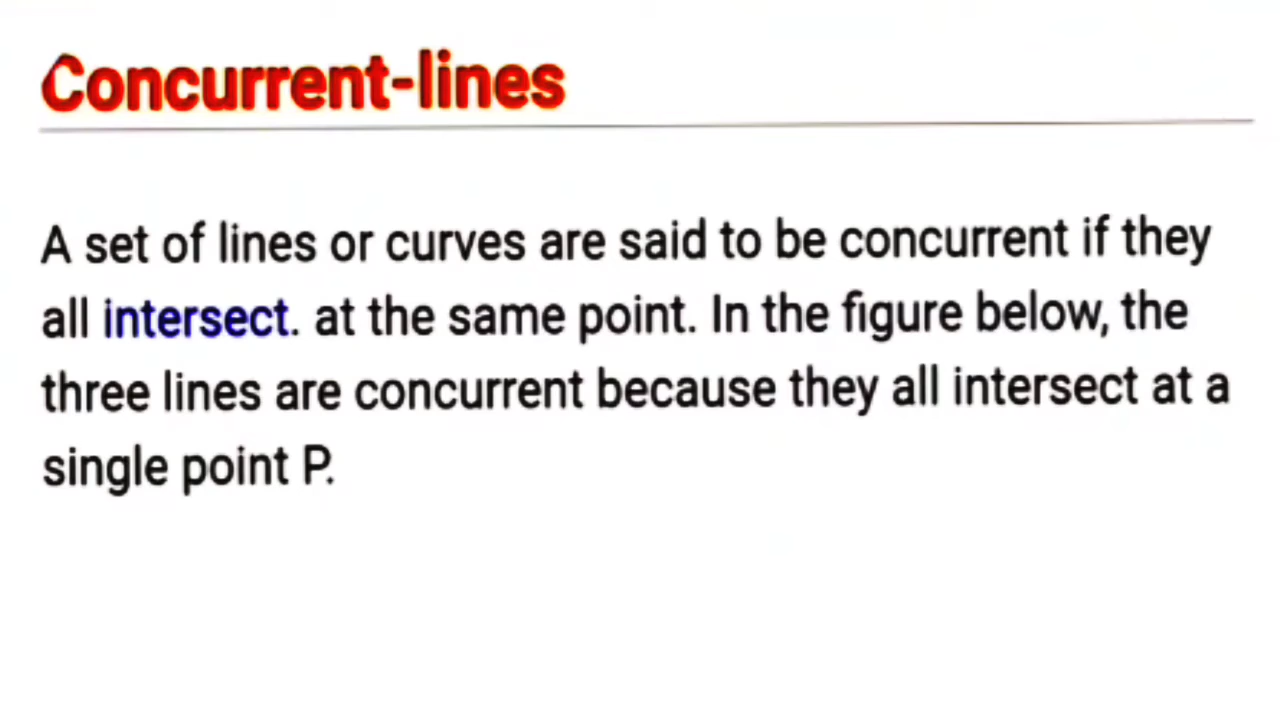 Concurrent-lines
A set of lines or curves are said to be concurrent if they
all intersect. at the same point. In the figure below, the
three lines are concurrent because they all intersect at a
single point P.